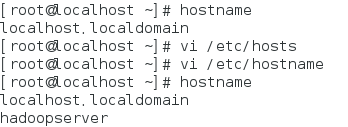 [root@localhost ~]# hostname
localhost.localdomain
[root@localhost ~]# vi /etc/hosts
[root@localhost ~]# vi /etc/hostname
[root@localhost ~]# hostname
localhost.localdomain
hadoopserver